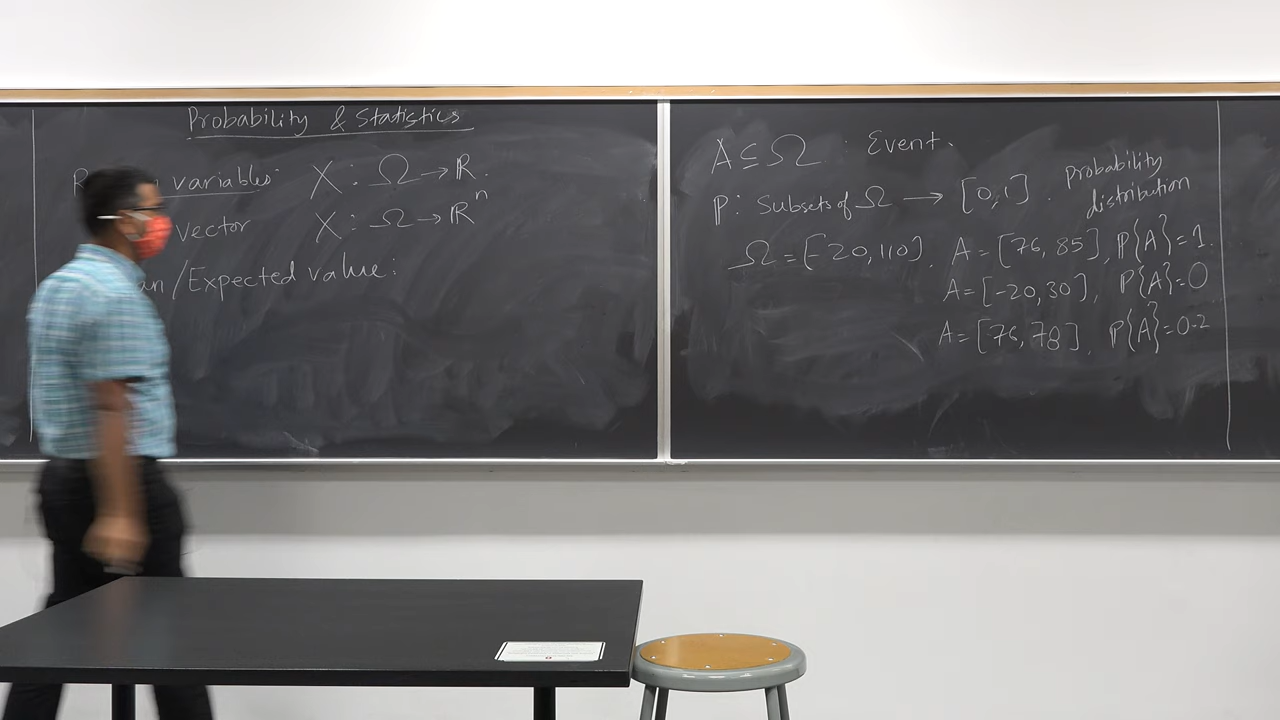 Probability & Statistics
variables X : Ω → ℝ.
vector X : Ω → ℝⁿ
an/Expected value:
A ⊆ Ω . Event.
ℙ: Subsets of Ω → [0,1]. Probability distribution
Ω = [-20,110]. A = [76, 85], ℙ{A}=1.
A = [-20,30], ℙ{A}=0
A = [76, 78], ℙ{A}=0.2